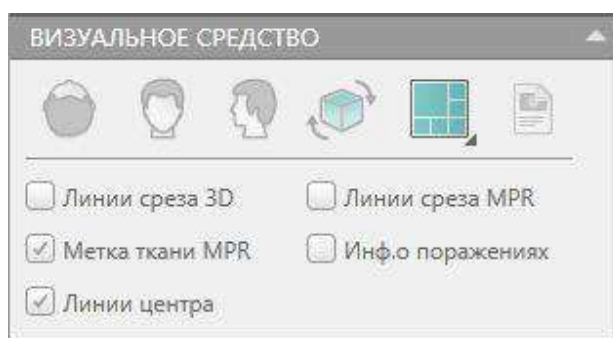 ВИЗУАЛЬНОЕ СРЕДСТВО
Линии среза 3D
Линии среза MPR
Метка ткани MPR
Инф.о поражениях
Линии центра